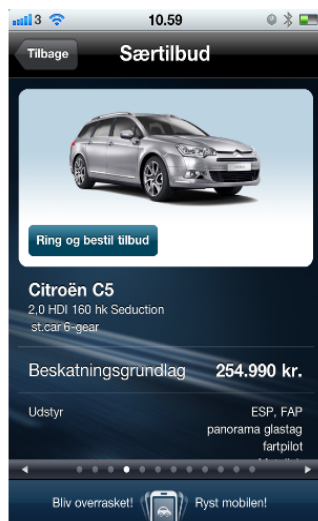 3 10.59
Tilbage Særtilbud
Ring og bestil tilbud
Citroën C5
2,0 HDI 160 hk Seduction
st.car 6-gear
Beskatningsgrundlag 254.990 kr.
Udstyr ESP, FAP
panorama glastag
fartpilot
Bliv overrasket! Ryst mobilen!